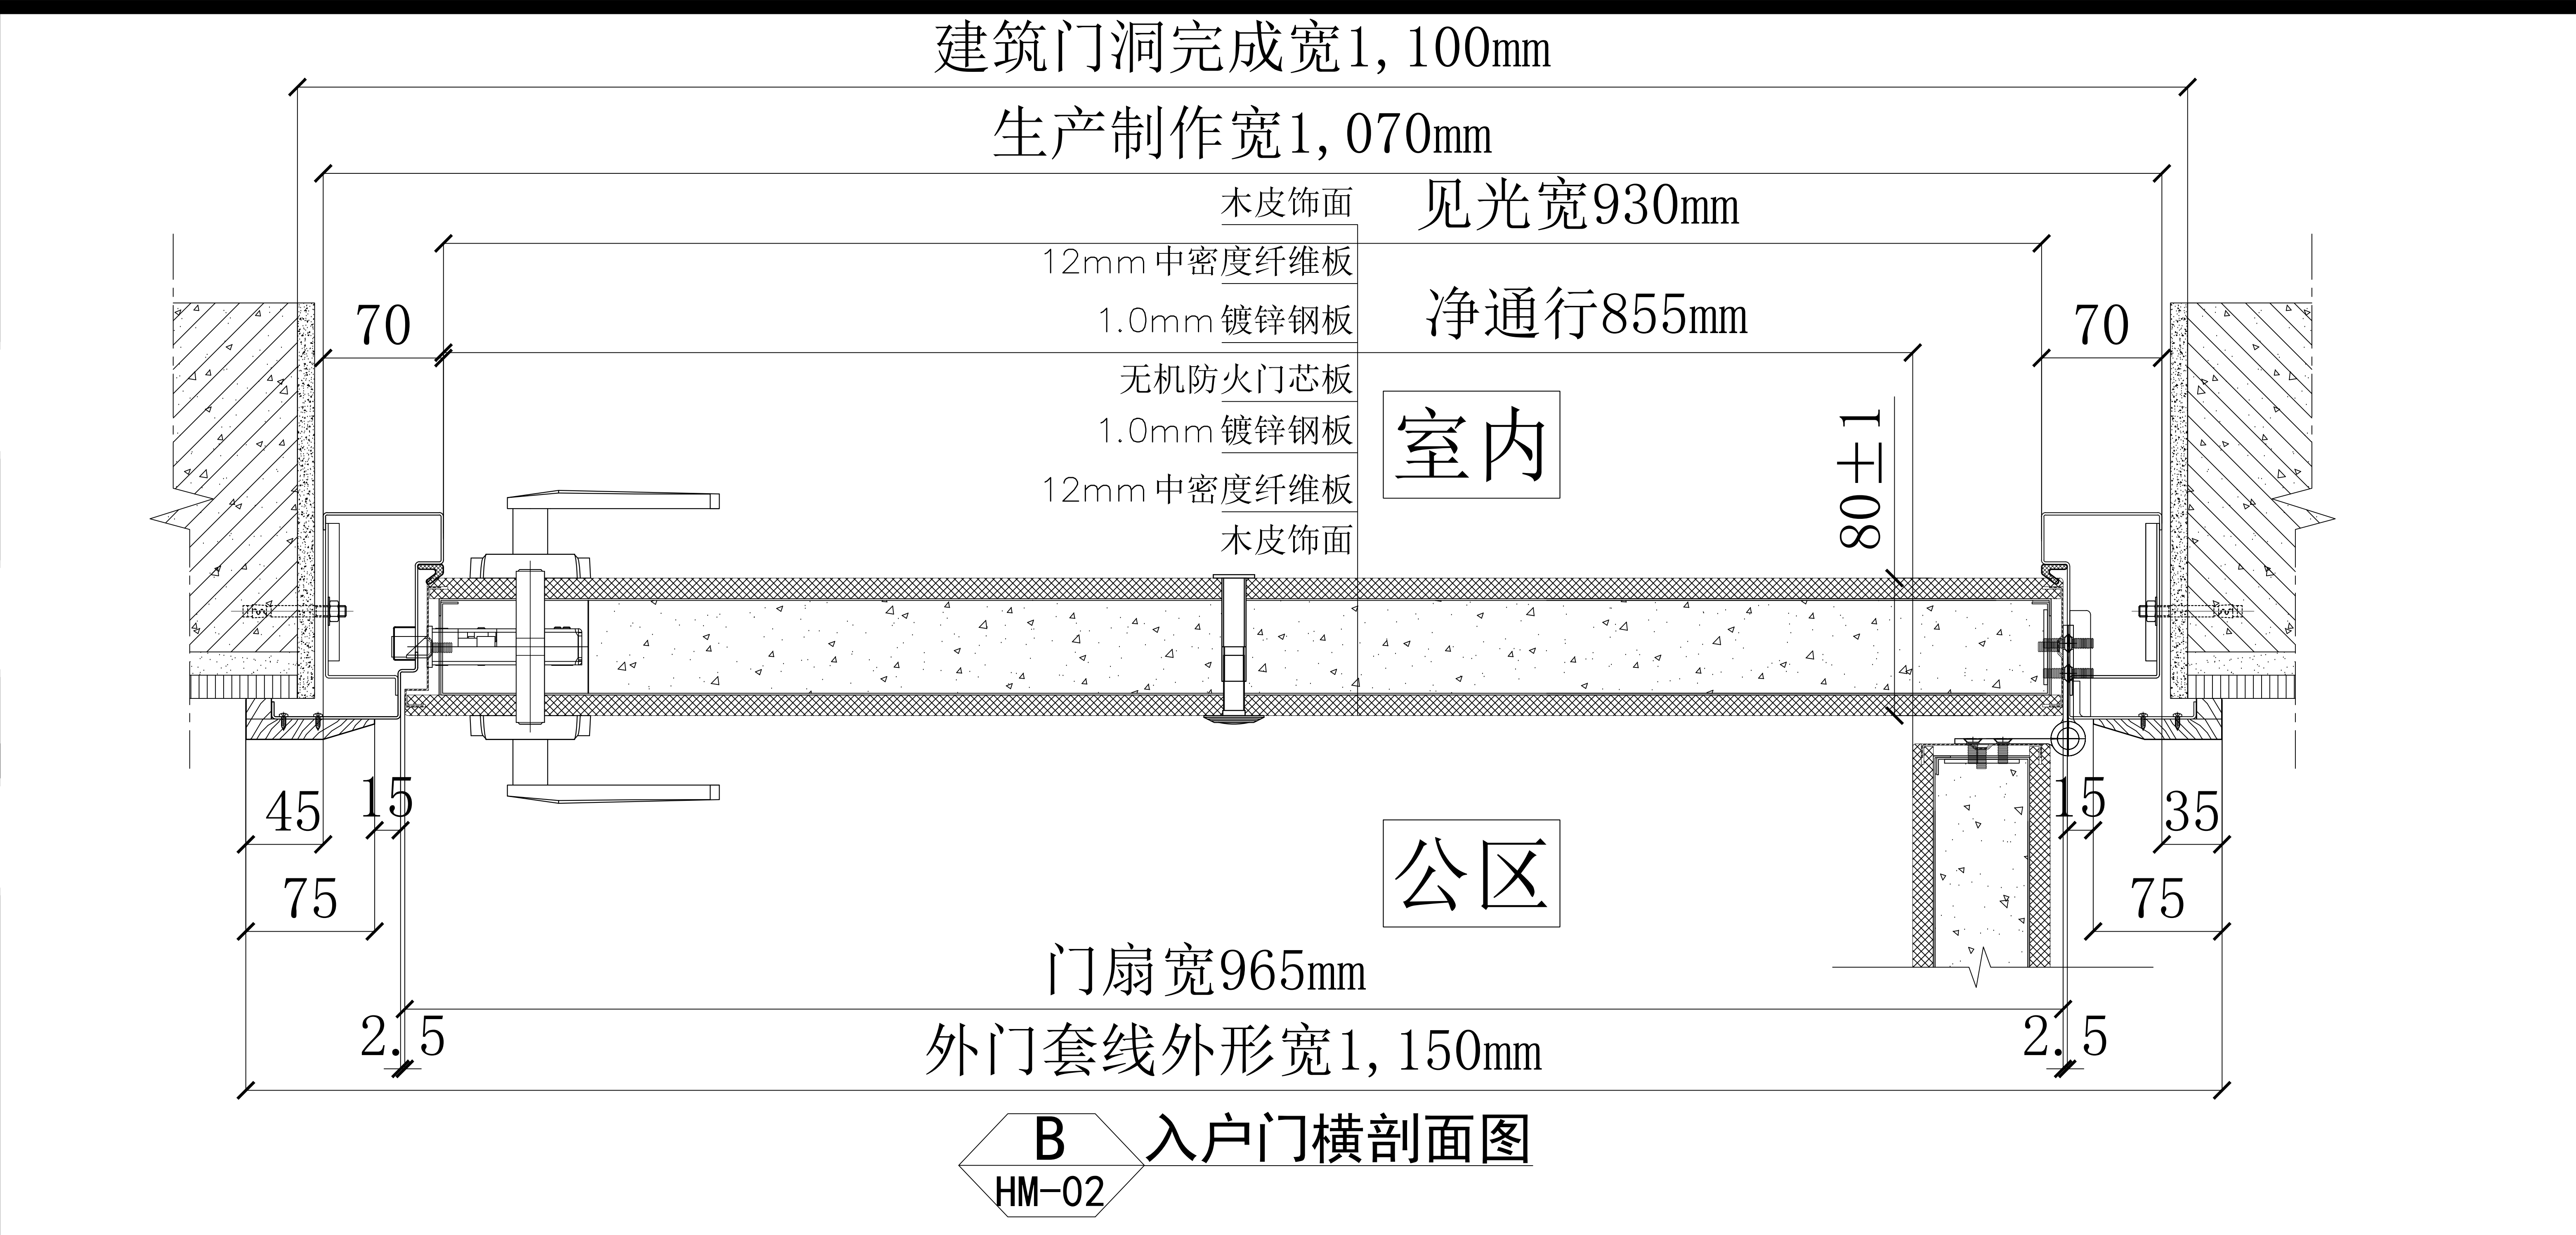 建筑门洞完成宽1,100mm
生产制作宽1,070mm
木皮饰面
见光宽930mm
12mm中密度纤维板
70
1.0mm镀锌钢板
净通行855mm
70
无机防火门芯板
室内
1.0mm镀锌钢板
80±1
12mm中密度纤维板
木皮饰面
45
15
15
35
75
公区
75
门扇宽965mm
2.5
外门套线外形宽1,150mm
2.5
B
入户门横剖面图
HM-02